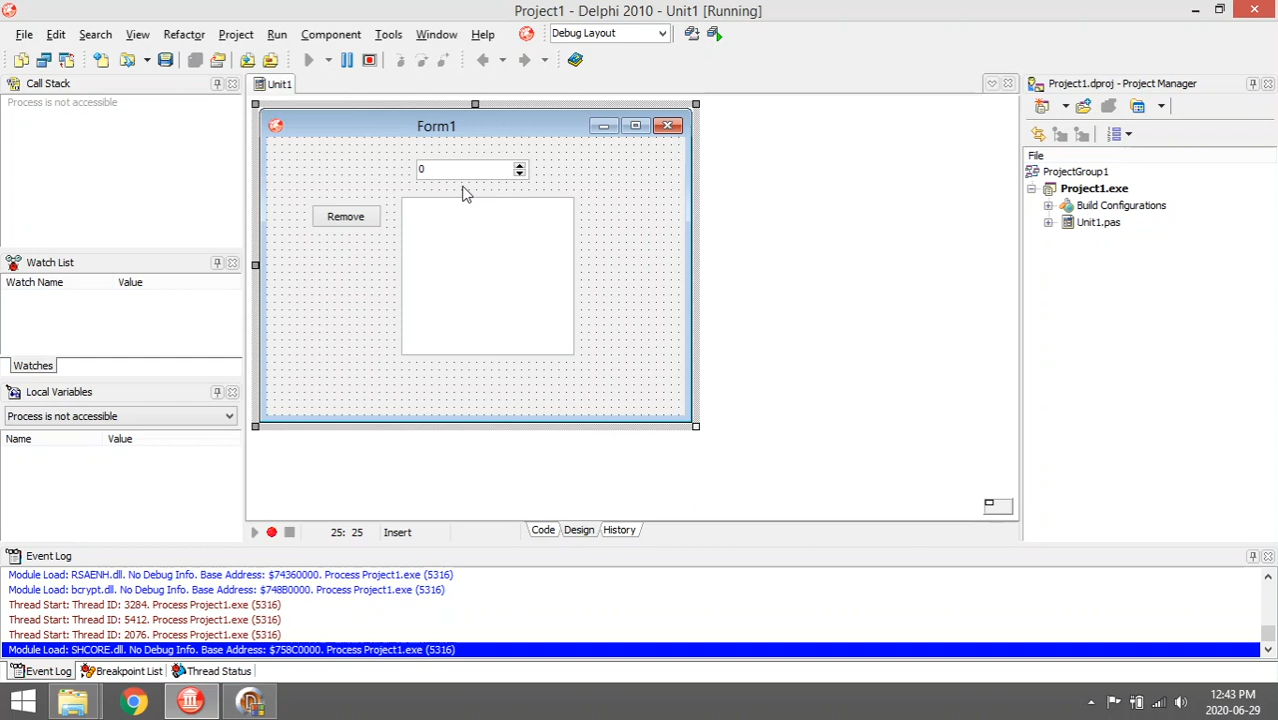 Project1 - Delphi 2010 - Unit1 [Running]
File Edit Search View Refactor Project Run Component Tools Window Help Debug Layout
Call Stack
Process is not accessible
Unit1
Project1.dproj - Project Manager
Form1
0
Remove
File
ProjectGroup1
Project1.exe
Build Configurations
Unit1.pas
Watch List
Watch Name Value
Watches
Local Variables
Process is not accessible
Name Value
25: 25 Insert Code Design History
Event Log
Module Load: RSAENH.dll. No Debug Info. Base Address: $74360000. Process Project1.exe (5316)
Module Load: bcrypt.dll. No Debug Info. Base Address: $748B0000. Process Project1.exe (5316)
Thread Start: Thread ID: 3284. Process Project1.exe (5316)
Thread Start: Thread ID: 5412. Process Project1.exe (5316)
Thread Start: Thread ID: 2076. Process Project1.exe (5316)
Module Load: SHCORE.dll. No Debug Info. Base Address: $758C0000. Process Project1.exe (5316)
Event Log Breakpoint List Thread Status
12:43 PM
2020-06-29